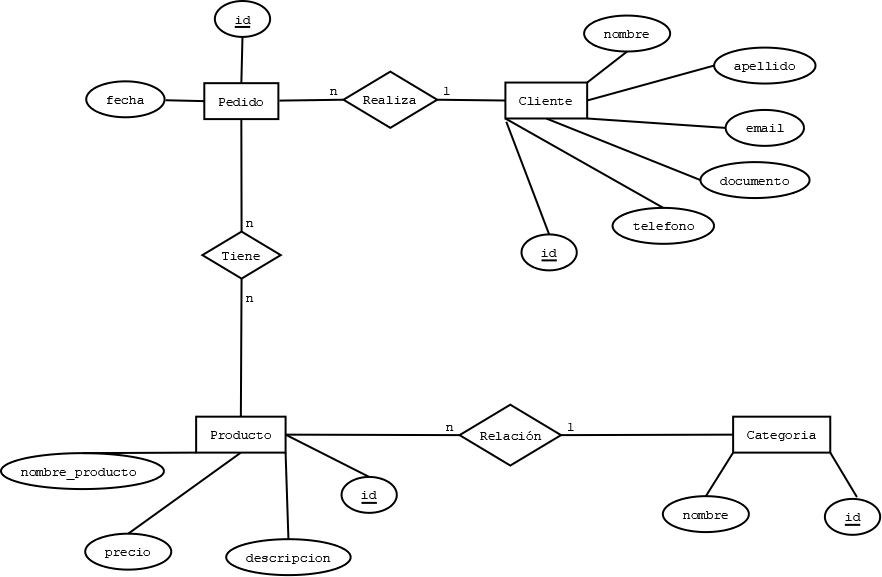 id
nombre
apellido
fecha
Pedido
n
Realiza
1
Cliente
email
documento
telefono
id
n
Tiene
n
Producto
n
Relación
1
Categoria
nombre_producto
id
nombre
id
precio
descripcion